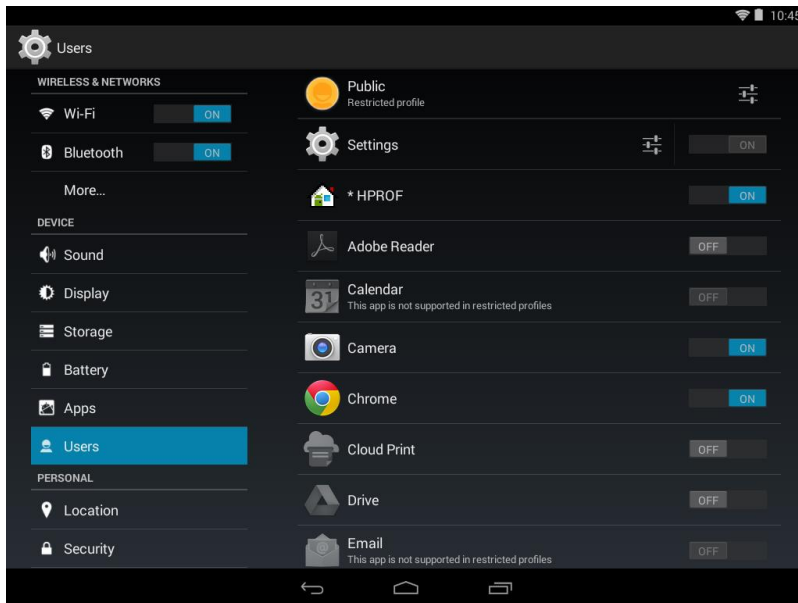 10:45
Users
WIRELESS & NETWORKS
Wi-Fi
ON
Bluetooth
ON
More...
DEVICE
Sound
Display
Storage
Battery
Apps
Users
PERSONAL
Location
Security
Public
Restricted profile
Settings
ON
* HPROF
ON
Adobe Reader
OFF
31
Calendar
This app is not supported in restricted profiles
OFF
Camera
ON
Chrome
ON
Cloud Print
OFF
Drive
OFF
@
Email
This app is not supported in restricted profiles
OFF